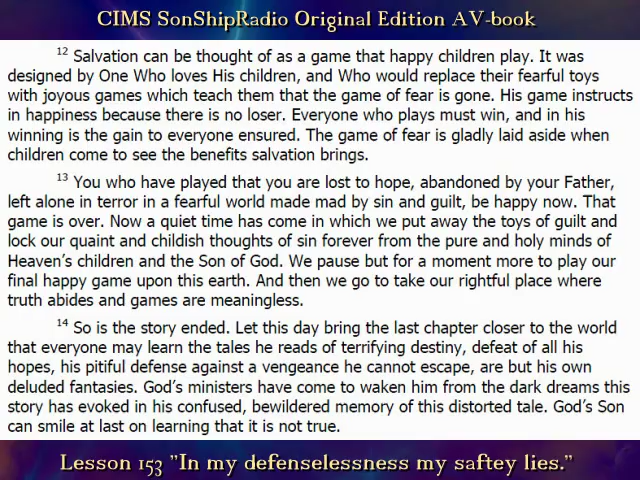 CIMS SonShipRadio Original Edition AV-book
12 Salvation can be thought of as a game that happy children play. It was
designed by One Who loves His children, and Who would replace their fearful toys
with joyous games which teach them that the game of fear is gone. His game instructs
in happiness because there is no loser. Everyone who plays must win, and in his
winning is the gain to everyone ensured. The game of fear is gladly laid aside when
children come to see the benefits salvation brings.
13 You who have played that you are lost to hope, abandoned by your Father,
left alone in terror in a fearful world made mad by sin and guilt, be happy now. That
game is over. Now a quiet time has come in which we put away the toys of guilt and
lock our quaint and childish thoughts of sin forever from the pure and holy minds of
Heaven's children and the Son of God. We pause but for a moment more to play our
final happy game upon this earth. And then we go to take our rightful place where
truth abides and games are meaningless.
14 So is the story ended. Let this day bring the last chapter closer to the world
that everyone may learn the tales he reads of terrifying destiny, defeat of all his
hopes, his pitiful defense against a vengeance he cannot escape, are but his own
deluded fantasies. God's ministers have come to waken him from the dark dreams this
story has evoked in his confused, bewildered memory of this distorted tale. God's Son
can smile at last on learning that it is not true.
Lesson 153 "In my defenselessness my saftey lies."